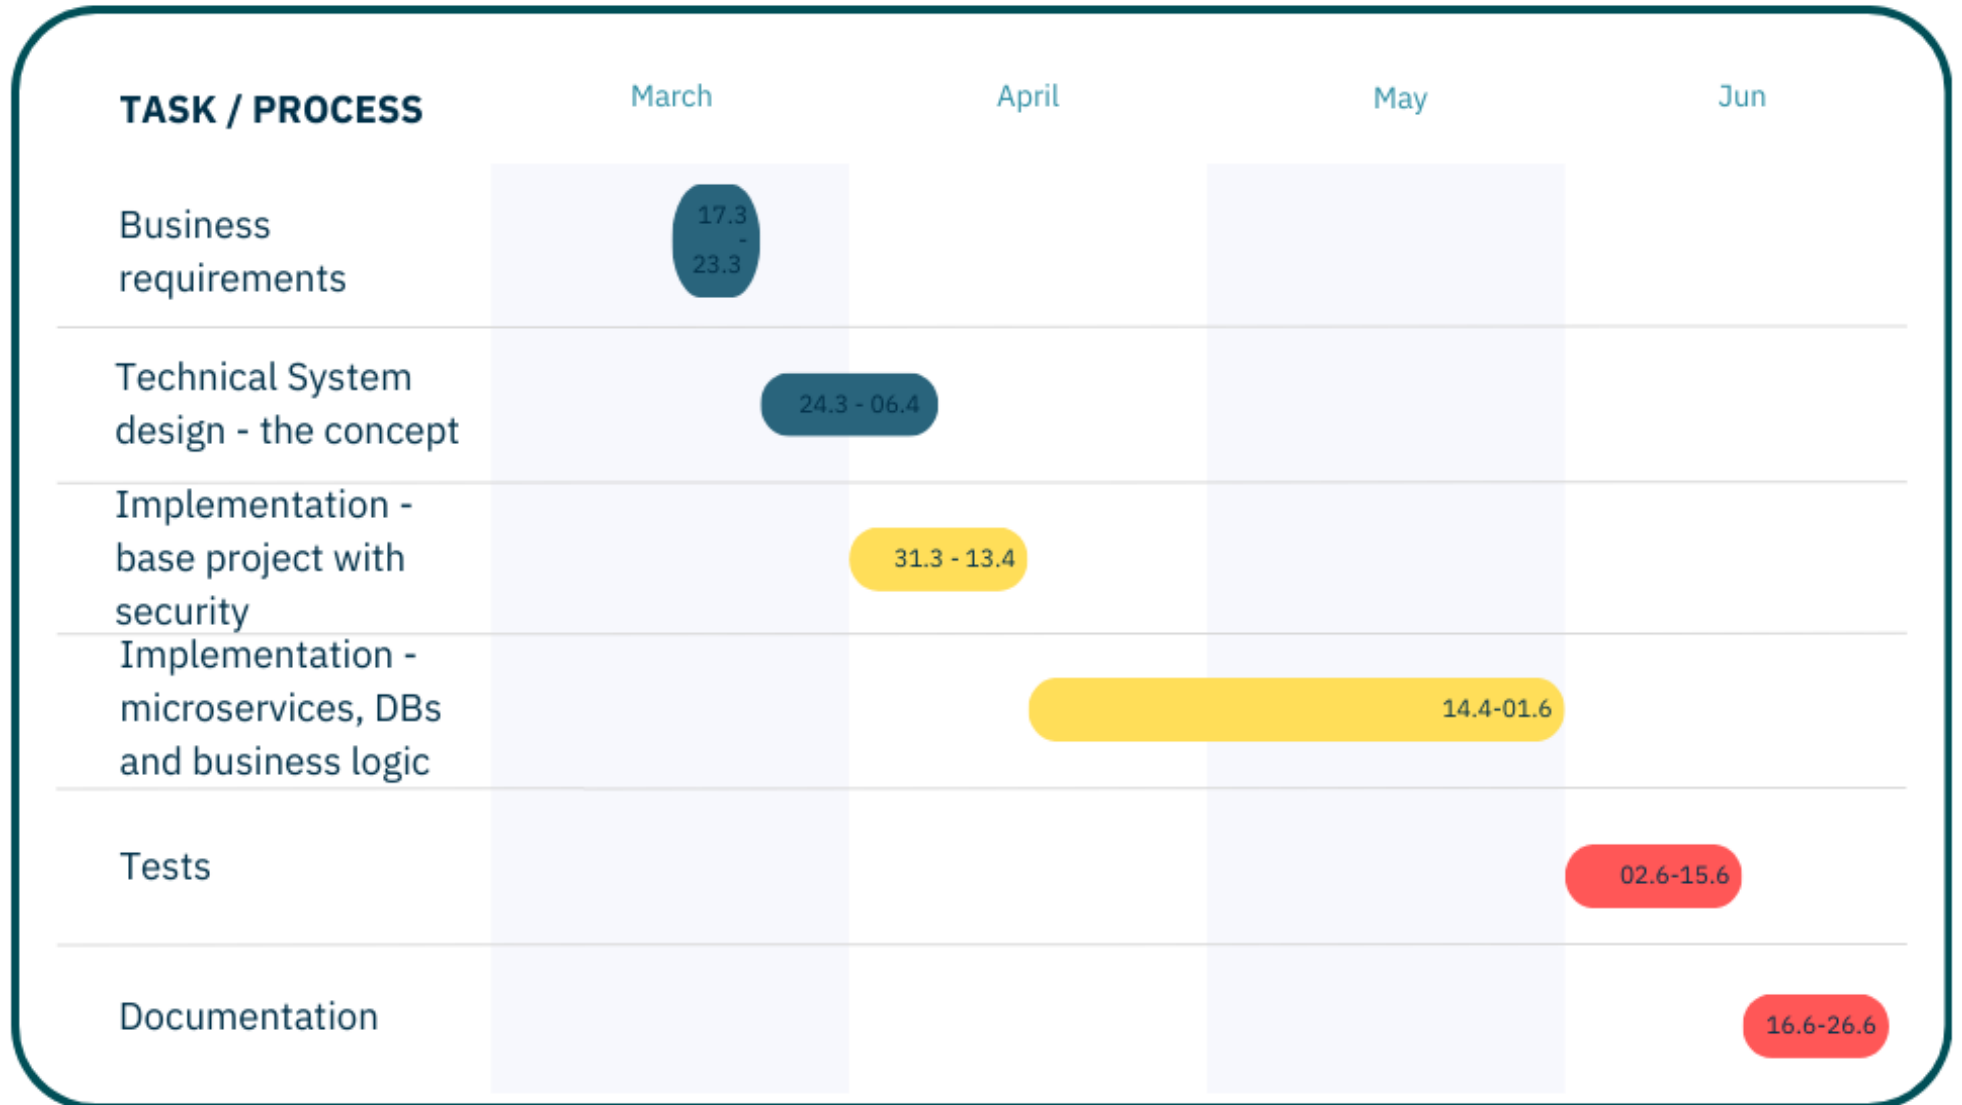 TASK / PROCESS
March
April
May
Jun
Business
requirements
17.3
-
23.3
Technical System
design - the concept
24.3 - 06.4
Implementation -
base project with
security
31.3 - 13.4
Implementation -
microservices, DBs
and business logic
14.4-01.6
Tests
02.6-15.6
Documentation
16.6-26.6